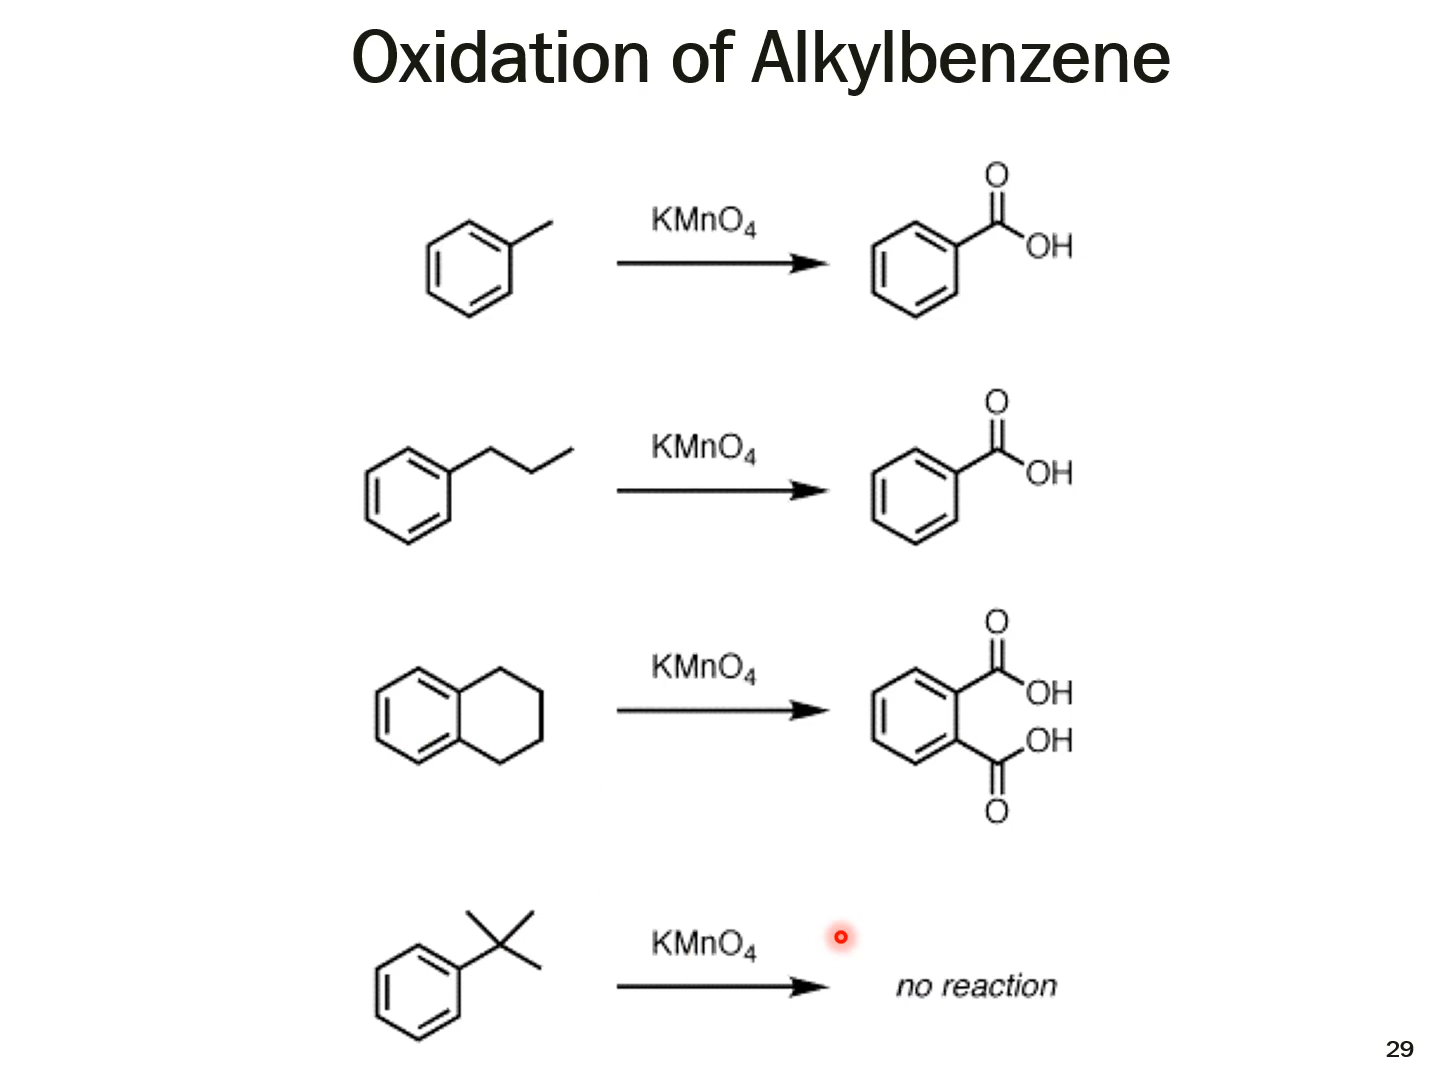 Oxidation of Alkylbenzene
KMnO₄
O
OH
KMnO₄
O
OH
KMnO₄
O
OH
OH
O
KMnO₄
no reaction
29